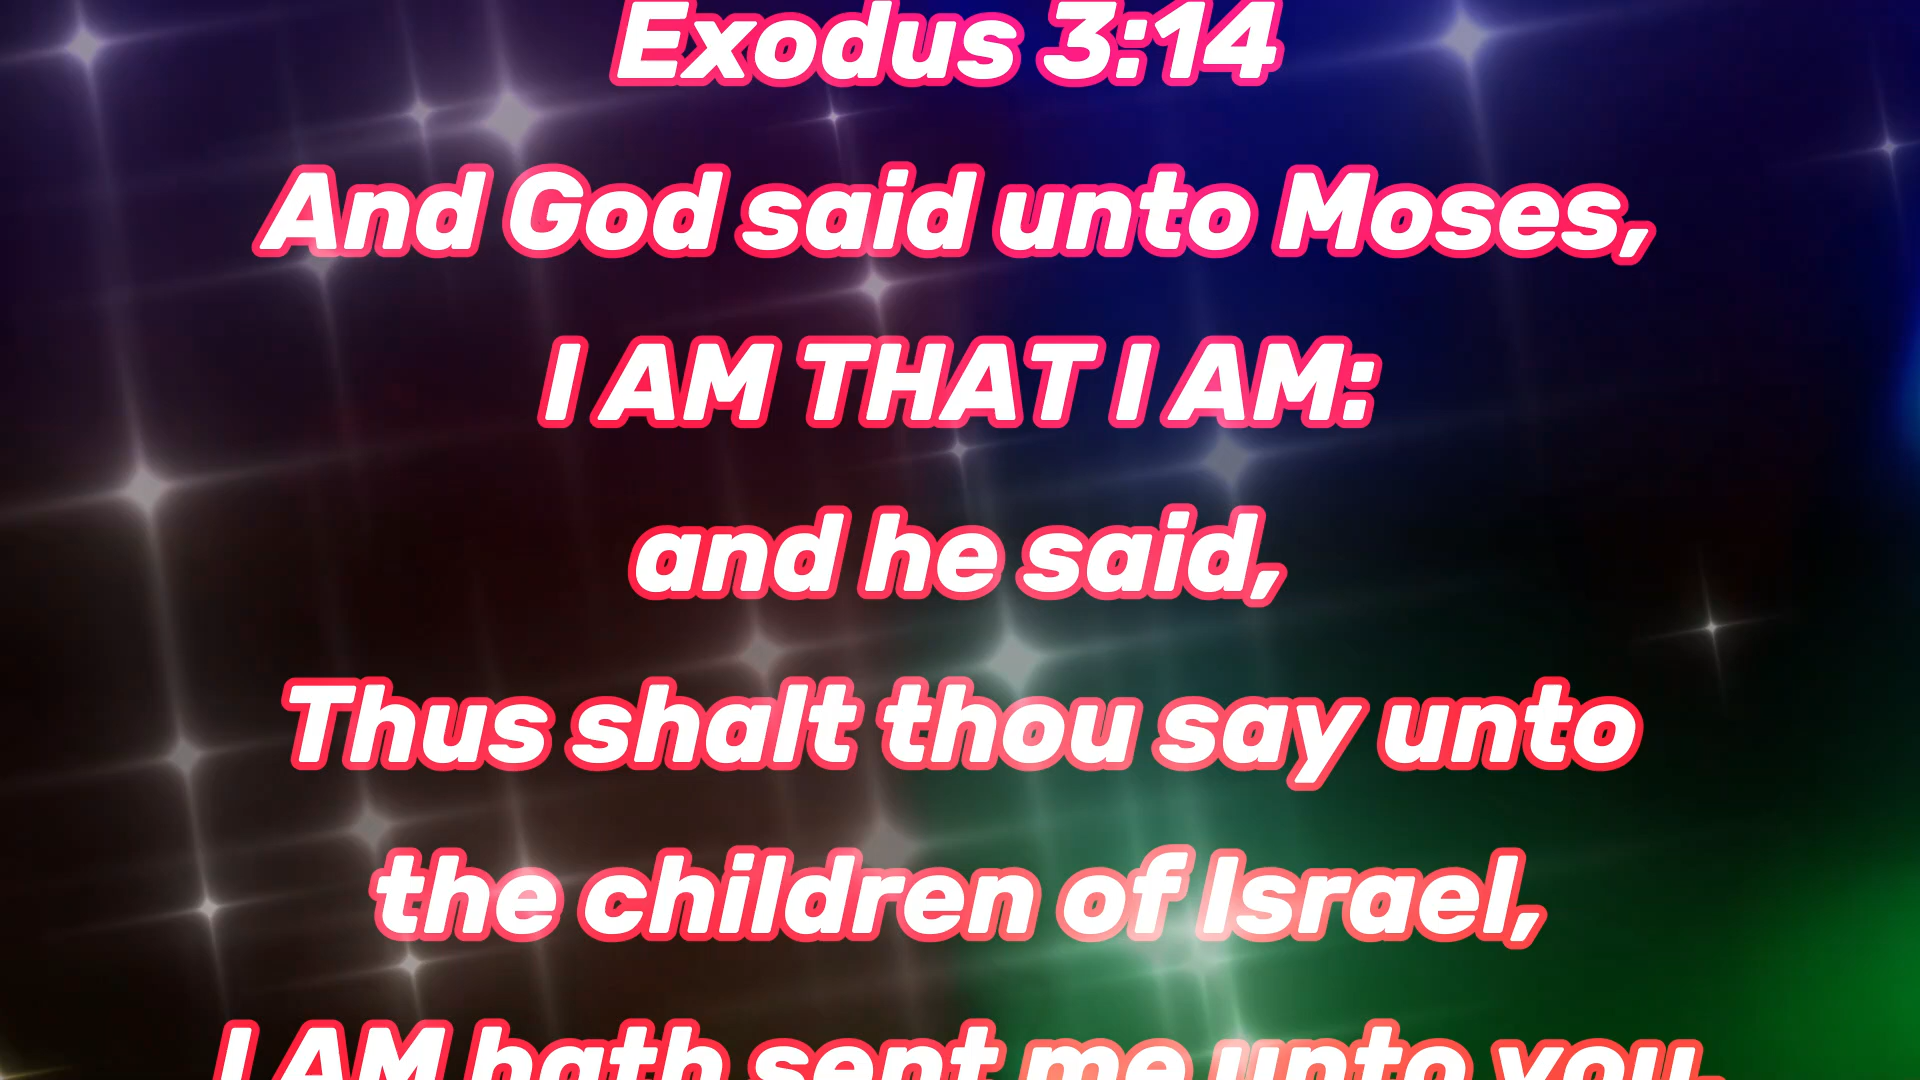 Exodus 3:14
And God said unto Moses,
I AM THAT I AM:
and he said,
Thus shalt thou say unto
the children of Israel,
I AM hath sent me unto you.